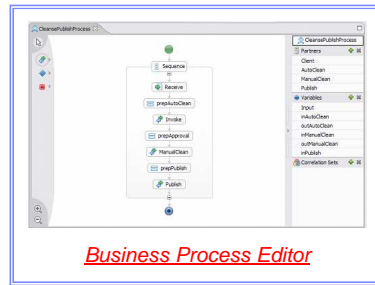 CleansePublishProcess
Sequence
Receive
prepAutoClean
Invoke
prepApproval
ManualClean
prepPublish
Publish
CleansePublishProcess
Partners
Client
AutoClean
ManualClean
Publish
Variables
Input
inAutoClean
outAutoClean
inManualClean
outManualClean
inPublish
Correlation Sets
Business Process Editor